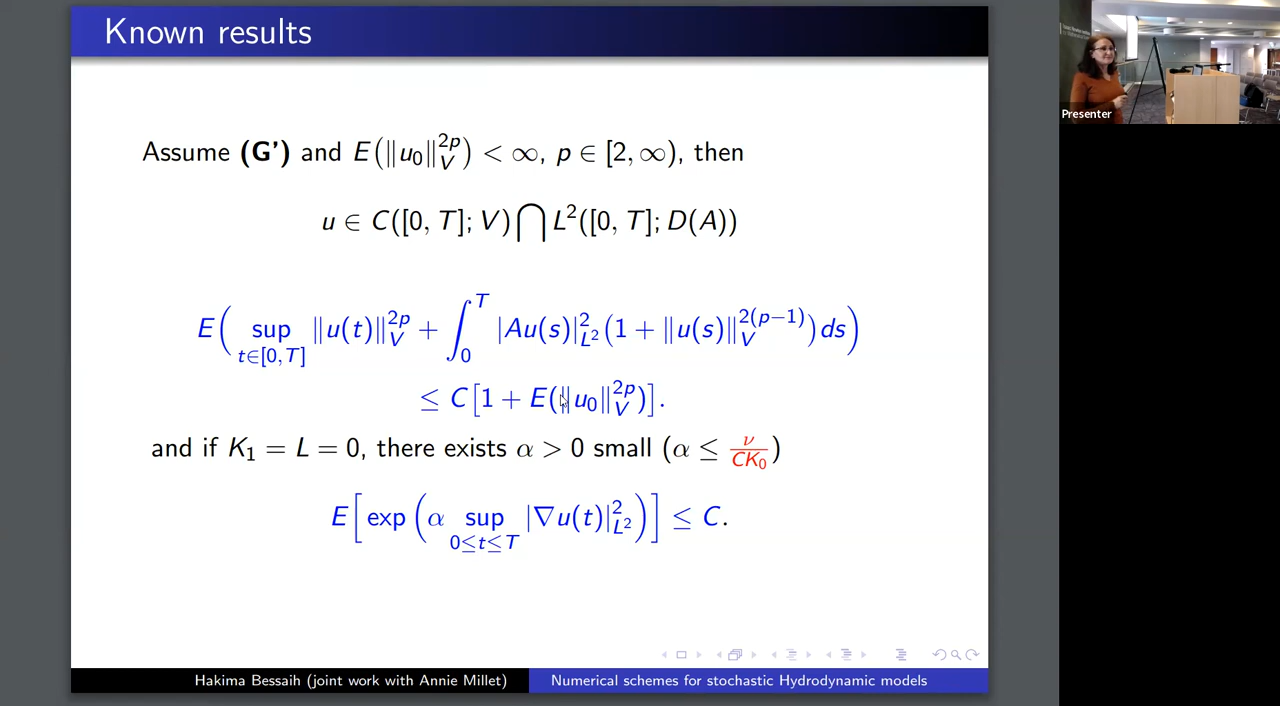 Known results
Assume (G') and E(‖u₀‖_V^{2p}) < ∞, p ∈ [2, ∞), then
u ∈ C([0, T]; V) ⋂ L²([0, T]; D(A))
E( sup_{t∈[0,T]} ‖u(t)‖_V^{2p} + ∫_0^T |Au(s)|_{L²}^2 (1 + ‖u(s)‖_V^{2(p−1)}) ds )
≤ C[1 + E(‖u₀‖_V^{2p})].
and if K₁ = L = 0, there exists α > 0 small (α ≤ ν/CK₀)
E[ exp( α sup_{0≤t≤T} |∇u(t)|_{L²}^2 ) ] ≤ C.
Hakima Bessaih (joint work with Annie Millet)
Numerical schemes for stochastic Hydrodynamic models
Presenter